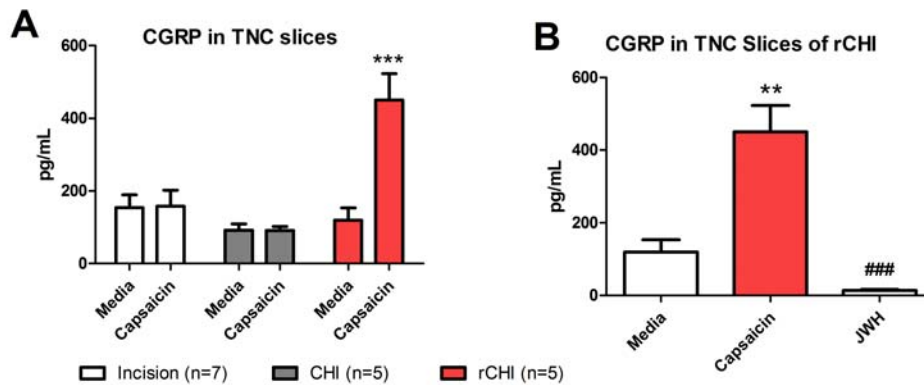 A
CGRP in TNC slices
600
400
200
0
pg/mL
***
Media
Capsaicin
Media
Capsaicin
Media
Capsaicin
Incision (n=7)
CHI (n=5)
rCHI (n=5)
B
CGRP in TNC Slices of rCHI
600
400
200
0
pg/mL
**
###
Media
Capsaicin
JWH